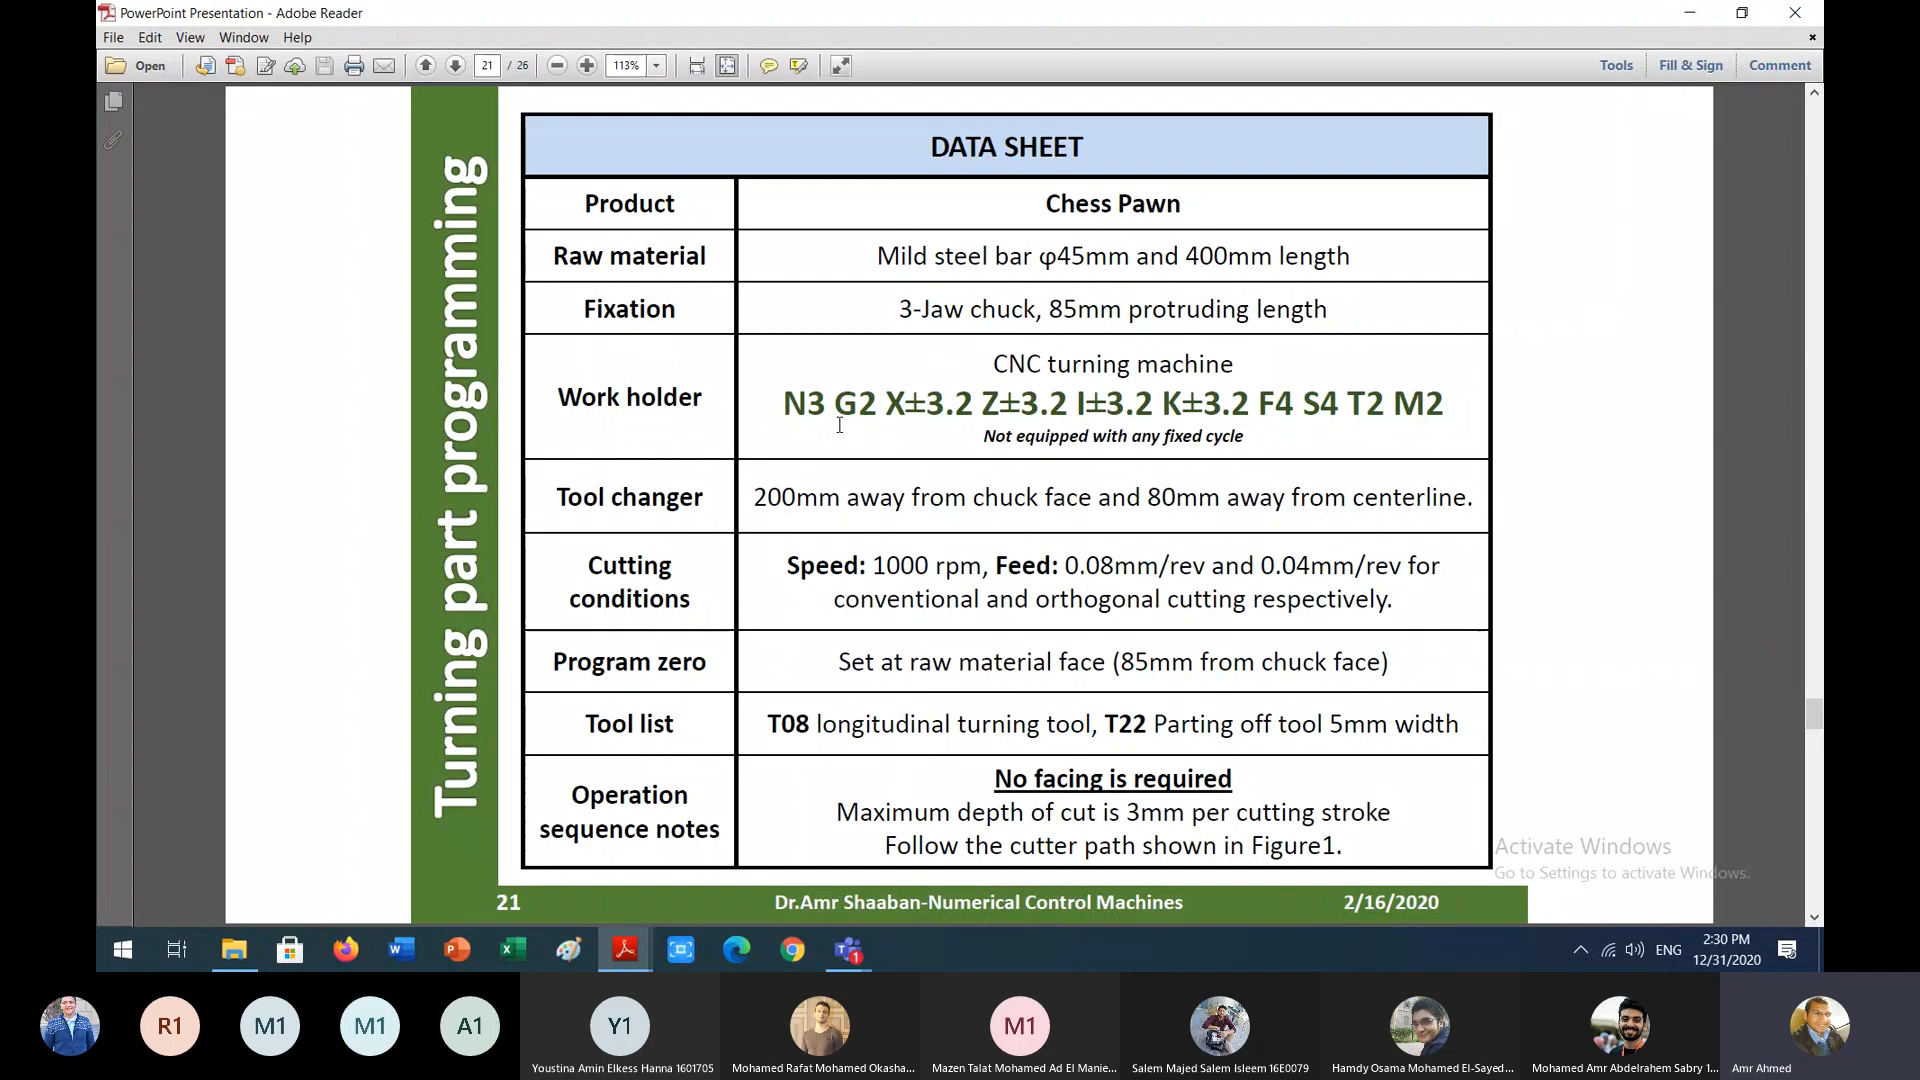 PowerPoint Presentation - Adobe Reader
File Edit View Window Help
Open 21 / 26 113% Tools Fill & Sign Comment
Turning part programming
DATA SHEET
Product Chess Pawn
Raw material Mild steel bar φ45mm and 400mm length
Fixation 3-Jaw chuck, 85mm protruding length
Work holder CNC turning machine
N3 G2 X±3.2 Z±3.2 I±3.2 K±3.2 F4 S4 T2 M2
Not equipped with any fixed cycle
Tool changer 200mm away from chuck face and 80mm away from centerline.
Cutting conditions Speed: 1000 rpm, Feed: 0.08mm/rev and 0.04mm/rev for
conventional and orthogonal cutting respectively.
Program zero Set at raw material face (85mm from chuck face)
Tool list T08 longitudinal turning tool, T22 Parting off tool 5mm width
Operation sequence notes No facing is required
Maximum depth of cut is 3mm per cutting stroke
Follow the cutter path shown in Figure1.
Activate Windows
Go to Settings to activate Windows.
21 Dr.Amr Shaaban-Numerical Control Machines 2/16/2020
ENG 2:30 PM
12/31/2020
R1 M1 M1 A1 Y1 M1
Youstina Amin Elkess Hanna 1601705 Mohamed Rafat Mohamed Okasha... Mazen Talat Mohamed Ad El Manie... Salem Majed Salem Isleem 16E0079 Hamdy Osama Mohamed El-Sayed... Mohamed Amr Abdelrahem Sabry 1... Amr Ahmed